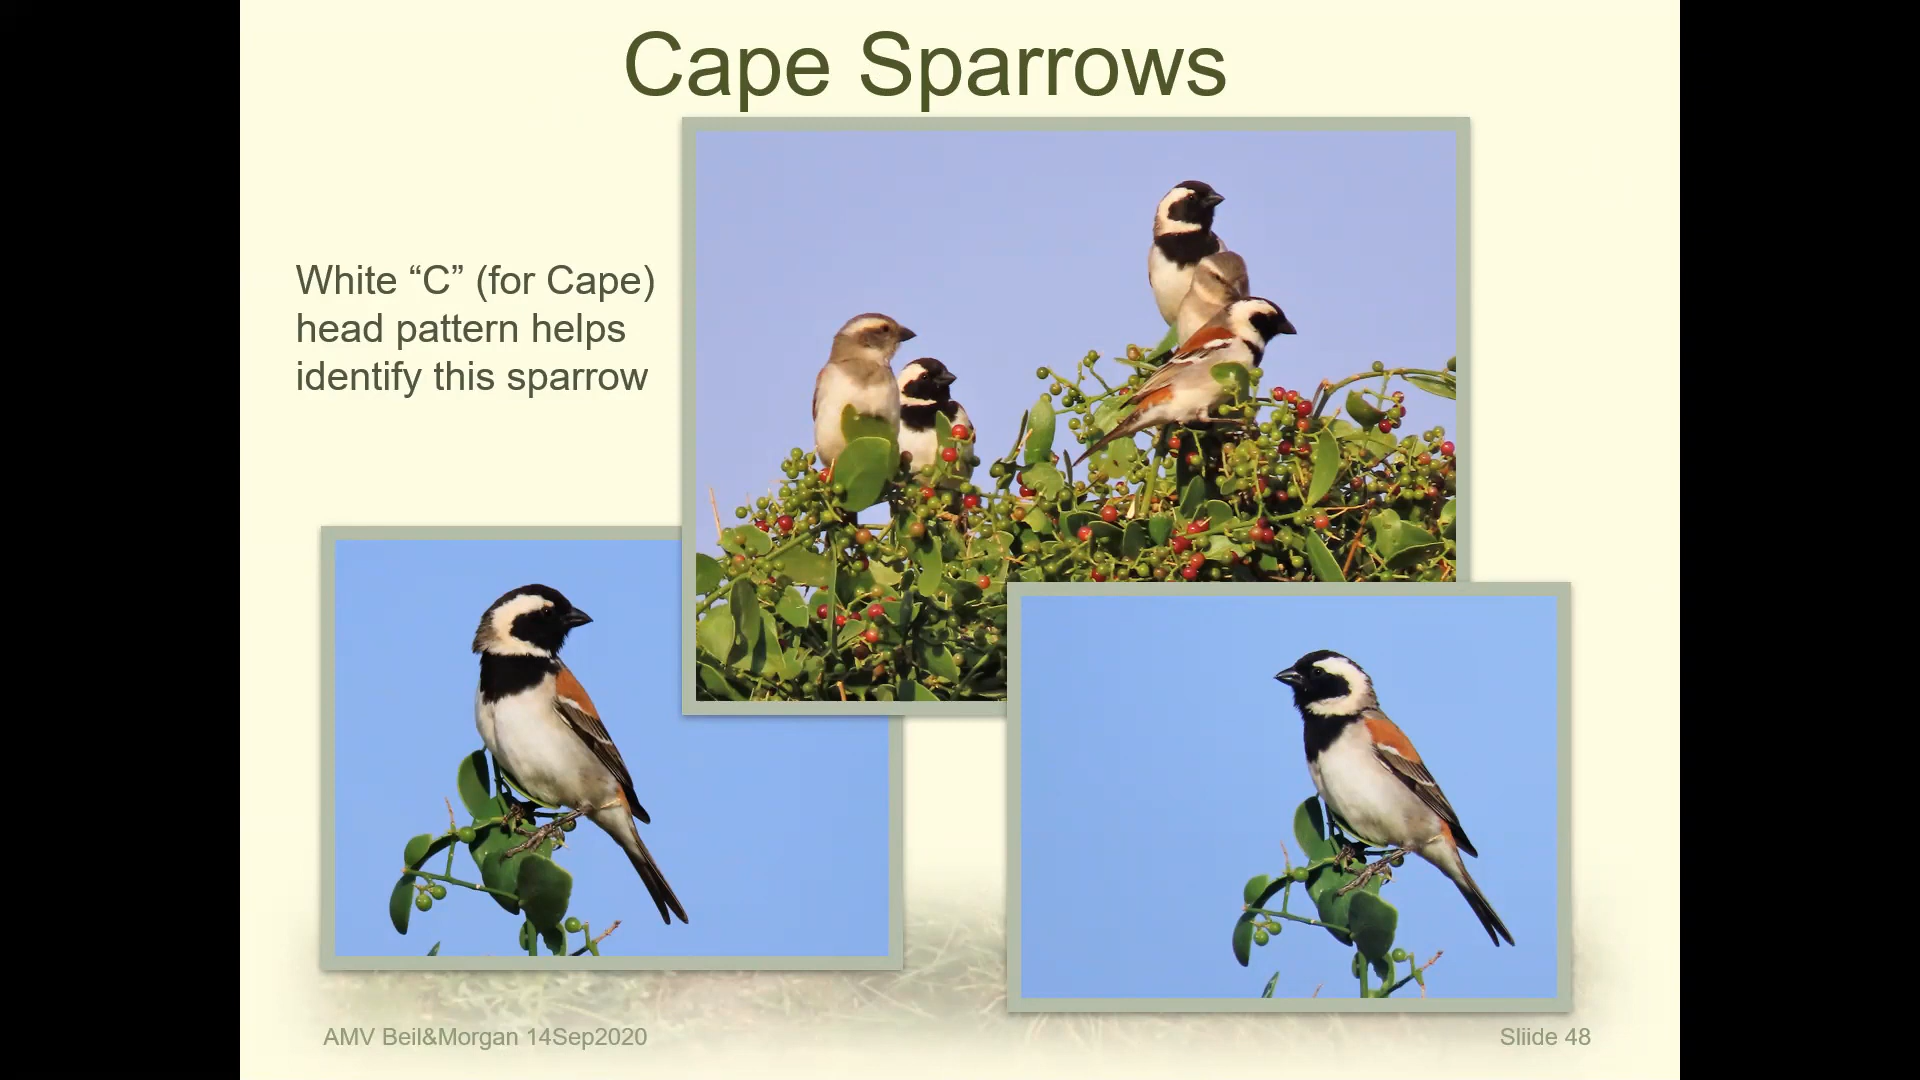 Cape Sparrows
White “C” (for Cape)
head pattern helps
identify this sparrow
AMV Beil&Morgan 14Sep2020
Sliide 48